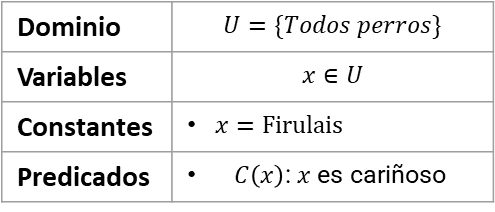 Dominio U = {Todos perros}
Variables x ∈ U
Constantes • x = Firulais
Predicados • C(x): x es cariñoso